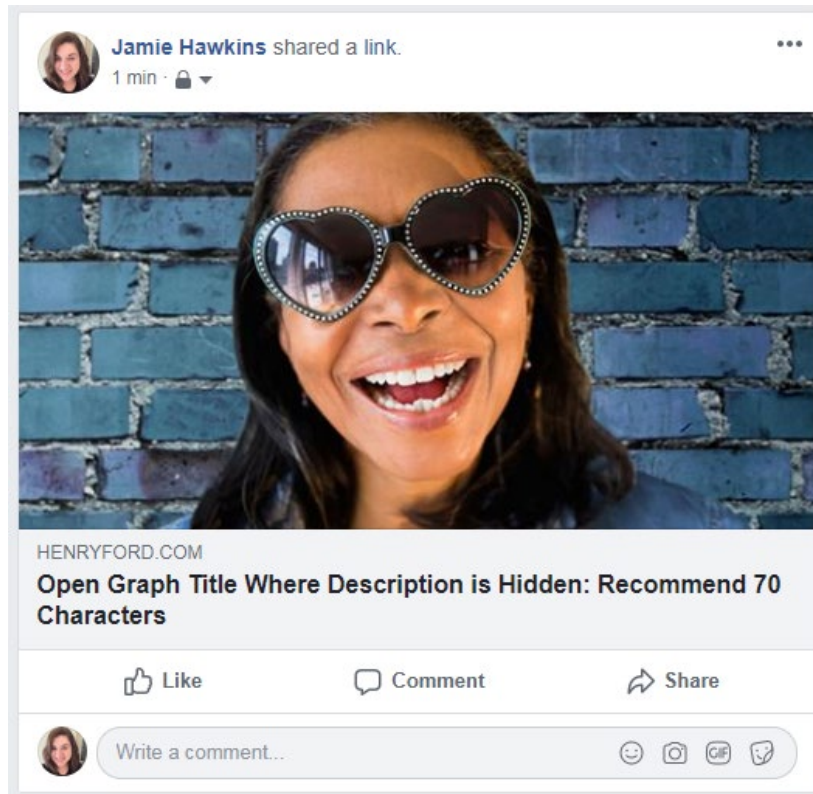 Jamie Hawkins shared a link.
1 min ·
HENRYFORD.COM
Open Graph Title Where Description is Hidden: Recommend 70
Characters
Like Comment Share
Write a comment... GIF